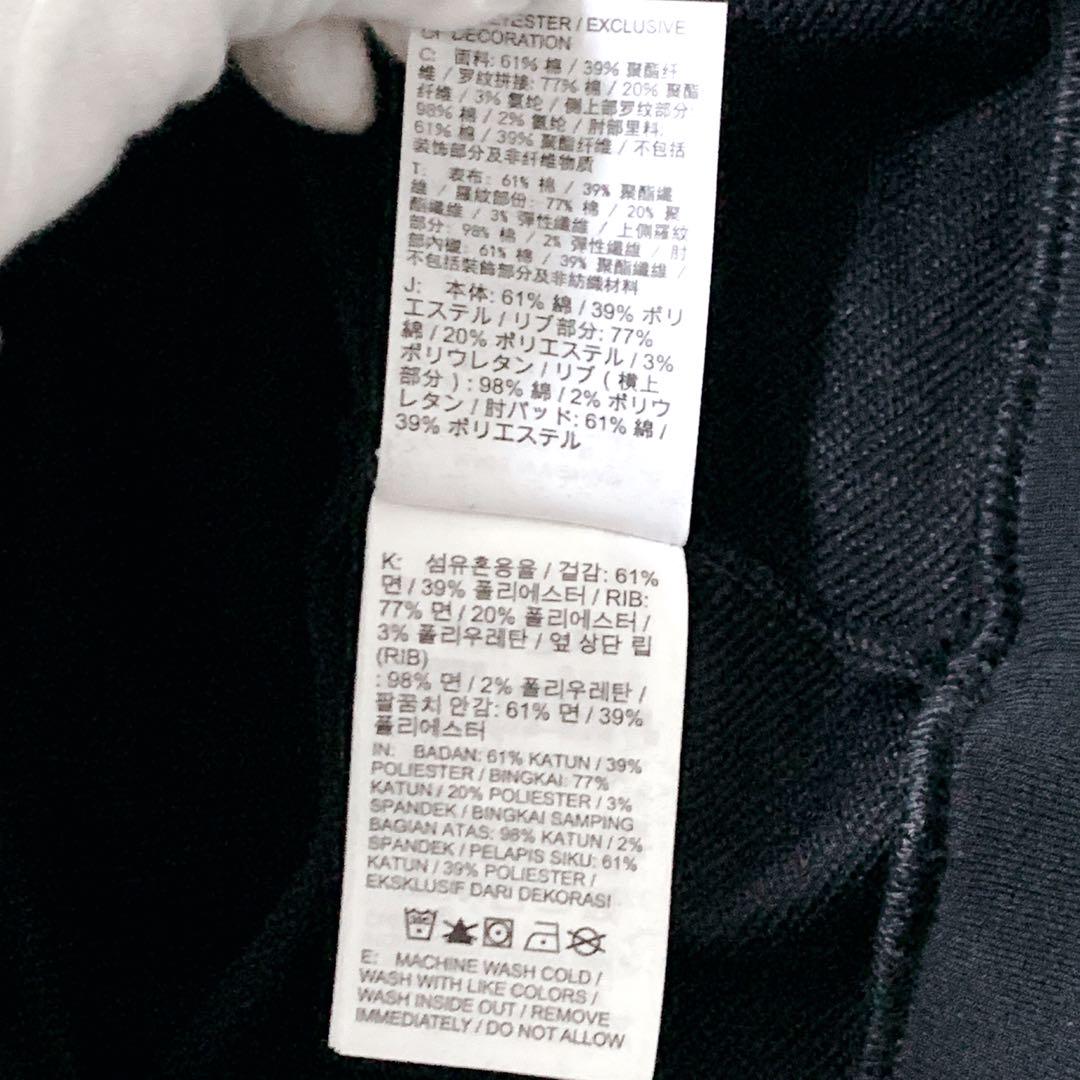 / EXCLUSIVE
OF DECORATION
C: 面料: 61% 棉 / 39% 聚酯纤
维 / 罗纹拼接: 77% 棉 / 20% 聚酯
纤维 / 3% 氨纶 / 侧上部罗纹部分:
98% 棉 / 2% 氨纶 / 肘部里料:
61% 棉 / 39% 聚酯纤维 / 不包括
装饰部分及非纤维物质
T: 表布: 61% 棉 / 39% 聚酯纖
維 / 羅紋部份: 77% 棉 / 20% 聚
酯纖維 / 3% 彈性纖維 / 上側羅紋
部分: 98% 棉 / 2% 彈性纖維 / 肘
部內襯: 61% 棉 / 39% 聚酯纖維 /
不包括裝飾部分及非紡織材料
J: 本体: 61% 綿 / 39% ポリ
エステル / リブ部分: 77%
綿 / 20% ポリエステル / 3%
ポリウレタン / リブ ( 横上
部分 ) : 98% 綿 / 2% ポリウ
レタン / 肘パッド: 61% 綿 /
39% ポリエステル
K: 섬유혼용율 / 겉감: 61%
면 / 39% 폴리에스터 / RIB:
77% 면 / 20% 폴리에스터 /
3% 폴리우레탄 / 옆 상단 립
(RIB)
: 98% 면 / 2% 폴리우레탄 /
팔꿈치 안감: 61% 면 / 39%
폴리에스터
IN: BADAN: 61% KATUN / 39%
POLIESTER / BINGKAI: 77%
KATUN / 20% POLIESTER / 3%
SPANDEK / BINGKAI SAMPING
BAGIAN ATAS: 98% KATUN / 2%
SPANDEK / PELAPIS SIKU: 61%
KATUN / 39% POLIESTER /
EKSKLUSIF DARI DEKORASI
E: MACHINE WASH COLD /
WASH WITH LIKE COLORS /
WASH INSIDE OUT / REMOVE
IMMEDIATELY / DO NOT ALLOW